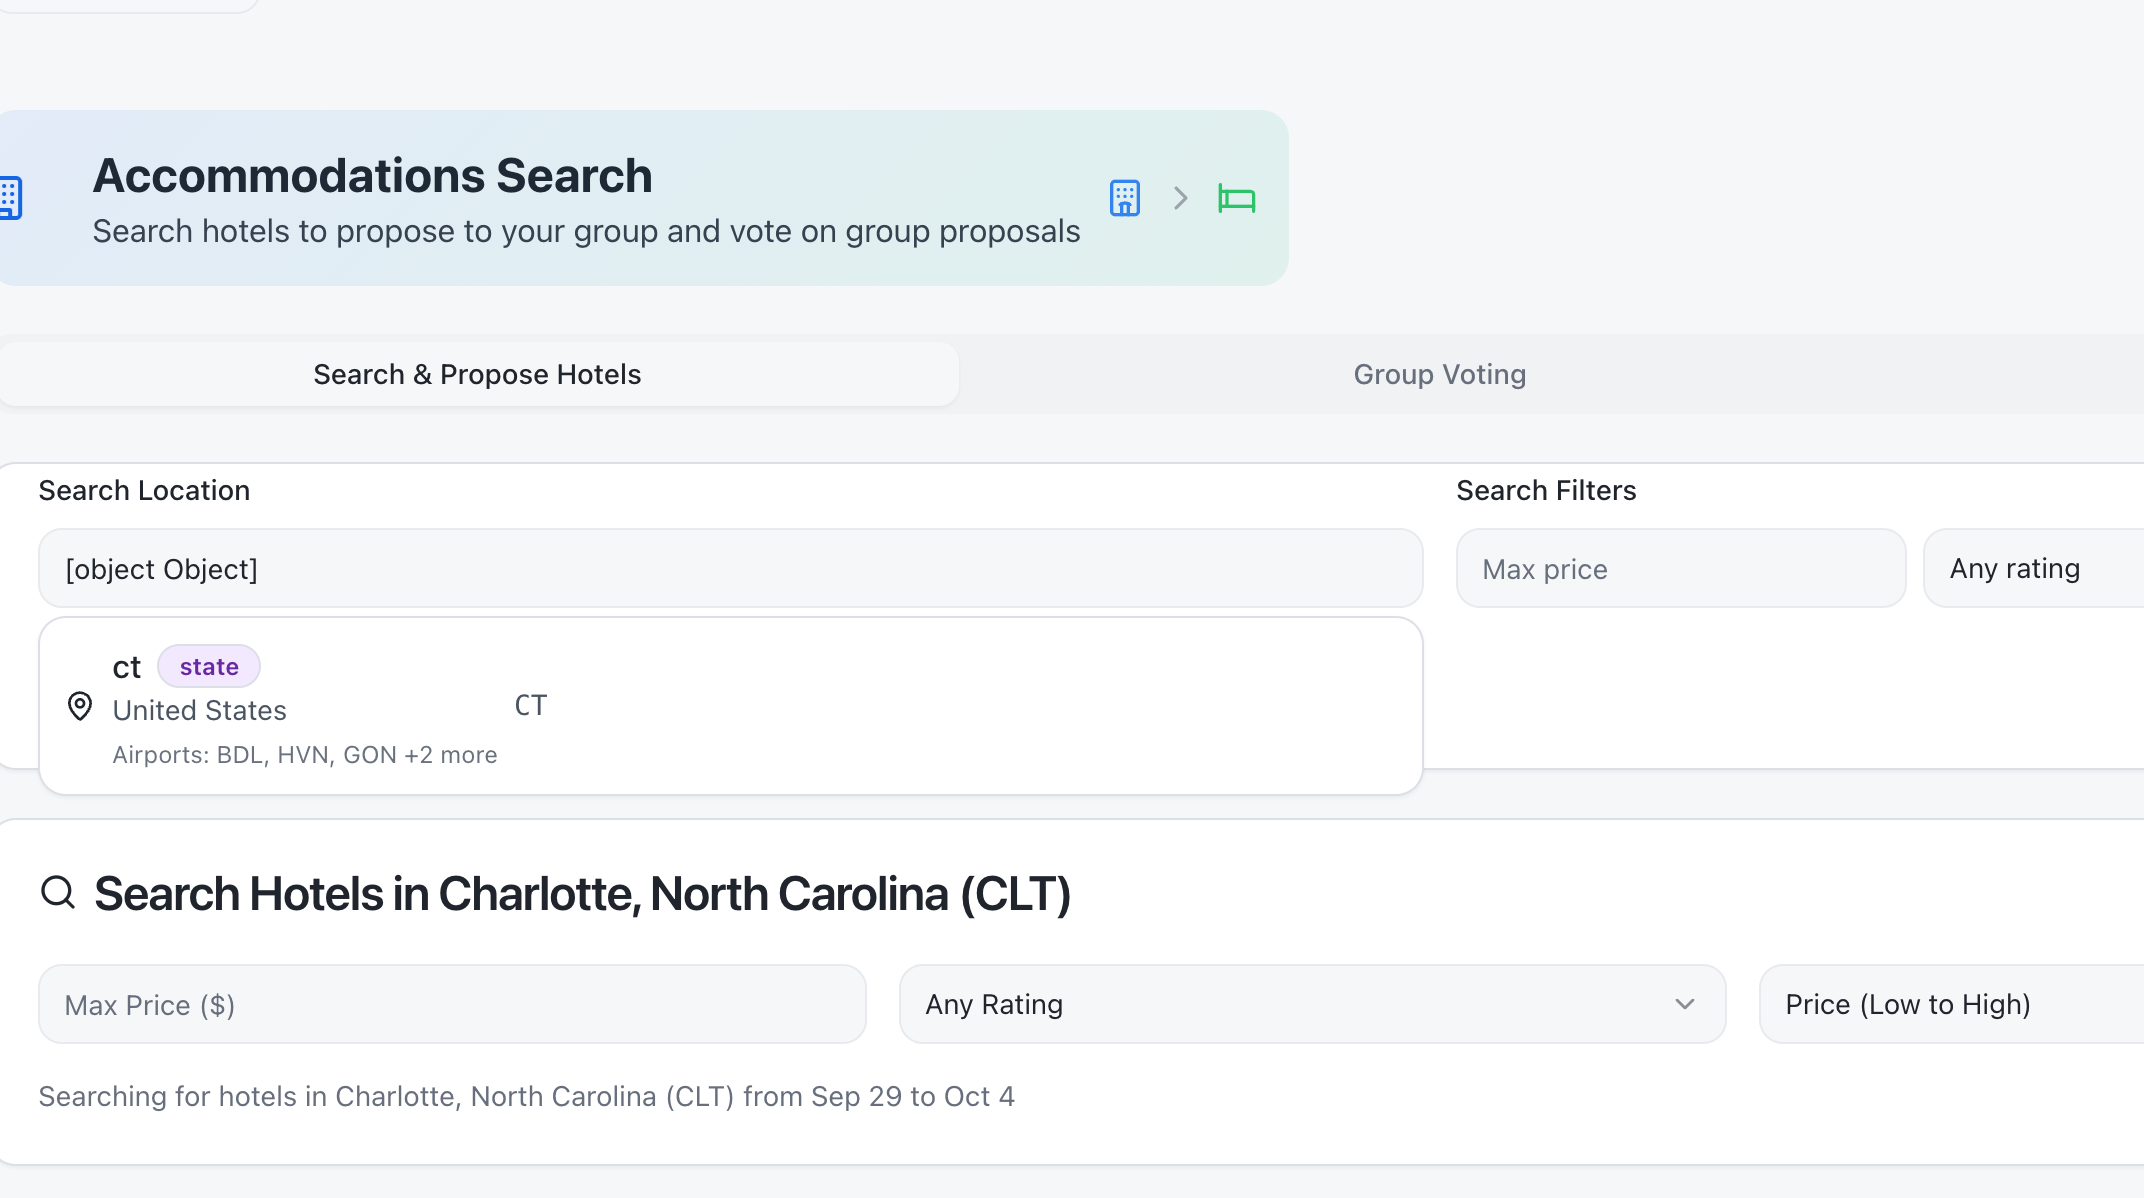 Accommodations Search
Search hotels to propose to your group and vote on group proposals
Search & Propose Hotels
Group Voting
Search Location
Search Filters
[object Object]
Max price
Any rating
ct
state
United States
CT
Airports: BDL, HVN, GON +2 more
Search Hotels in Charlotte, North Carolina (CLT)
Max Price ($)
Any Rating
Price (Low to High)
Searching for hotels in Charlotte, North Carolina (CLT) from Sep 29 to Oct 4